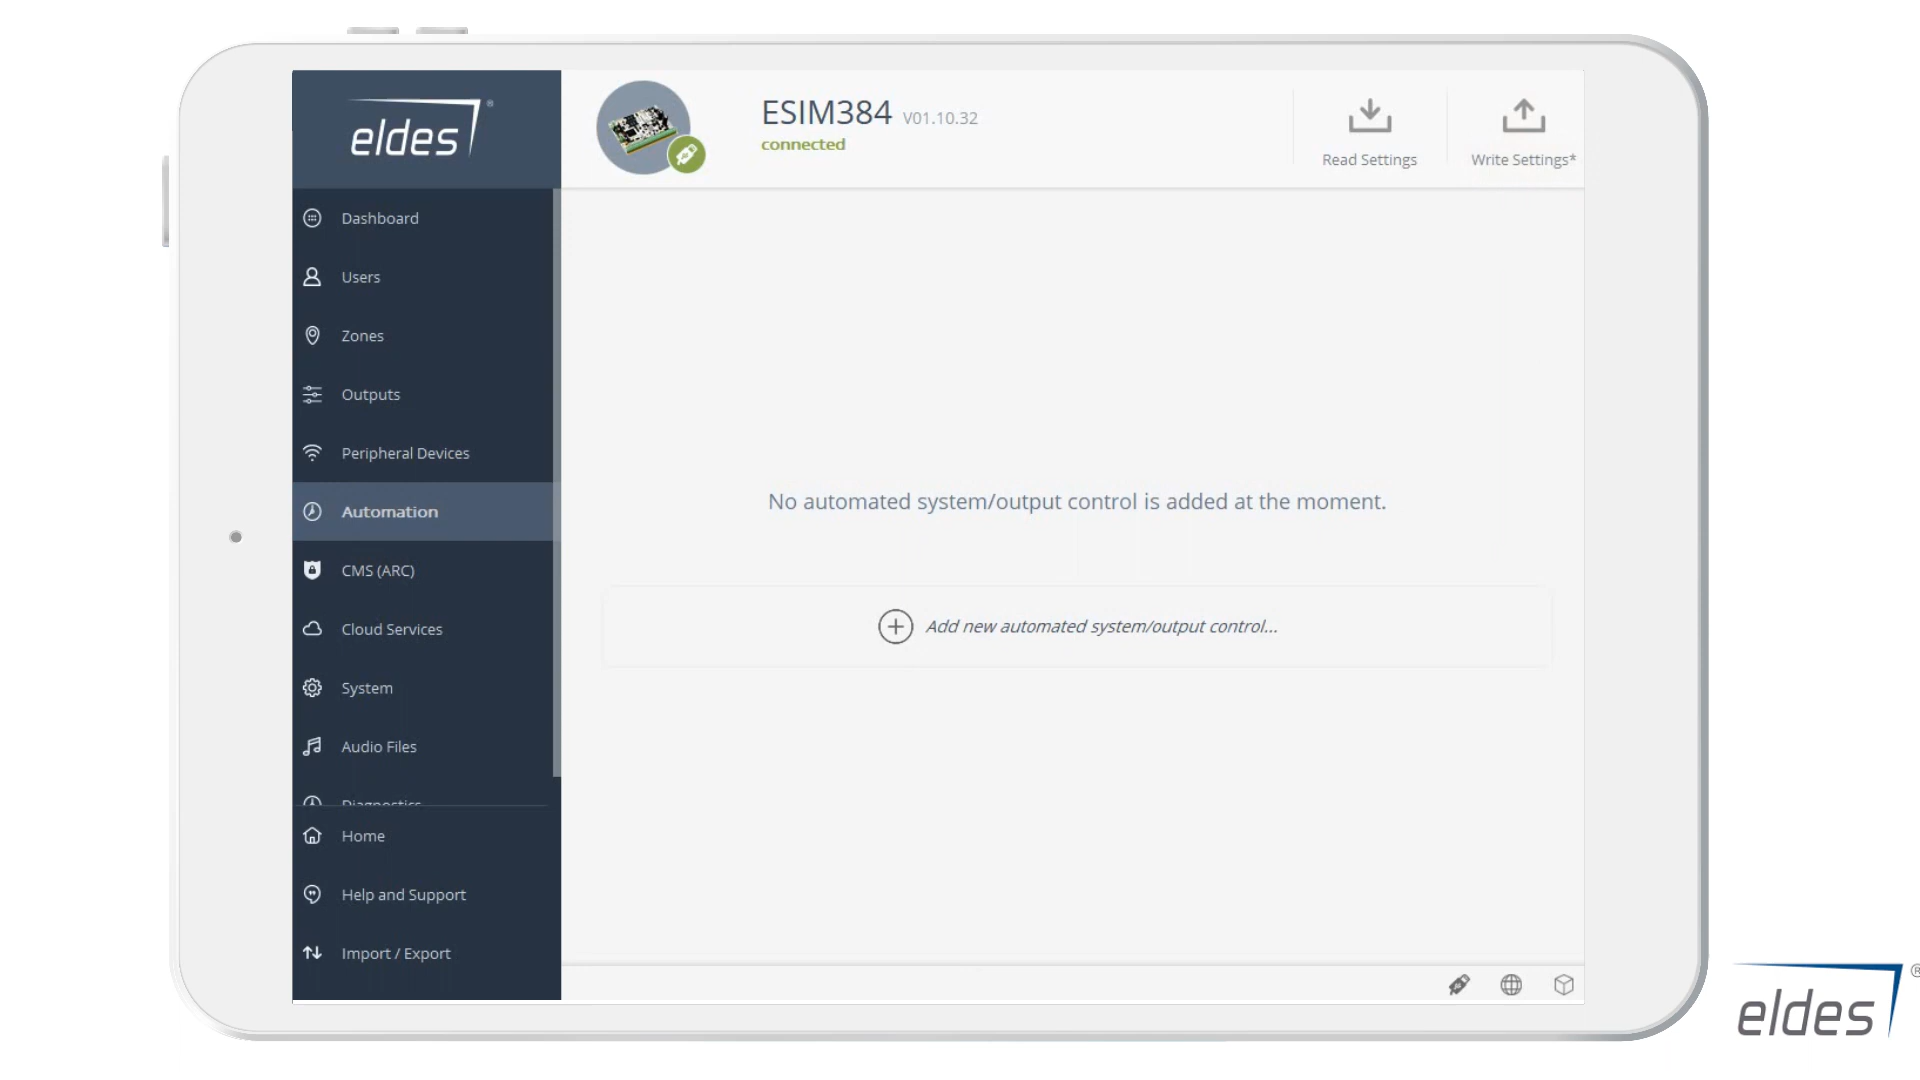 eldes®
ESIM384 V01.10.32
connected
Read Settings
Write Settings*
Dashboard
Users
Zones
Outputs
Peripheral Devices
Automation
CMS (ARC)
Cloud Services
System
Audio Files
Diagnostics
Home
Help and Support
Import / Export
No automated system/output control is added at the moment.
Add new automated system/output control...
eldes®